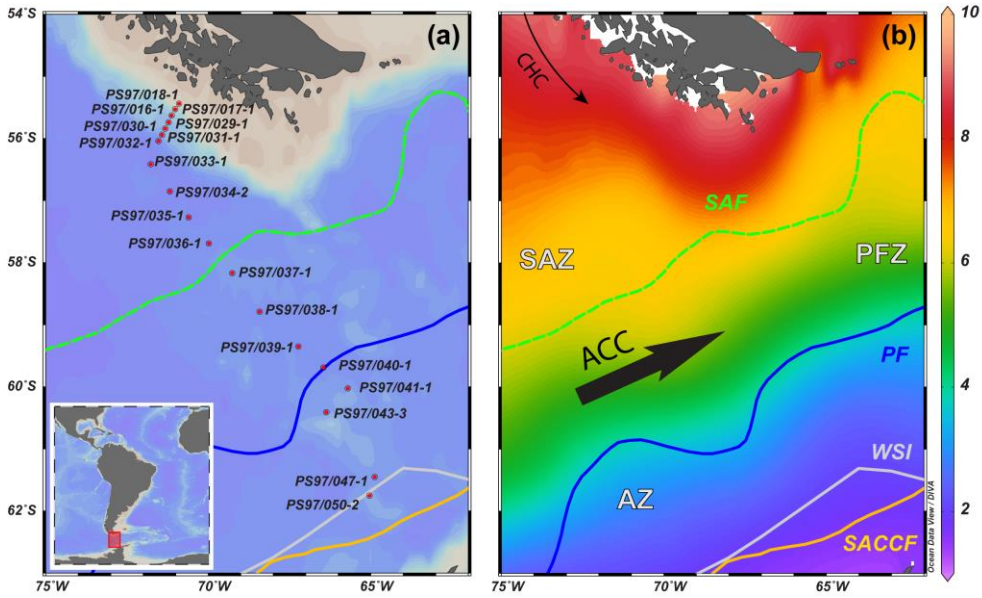 54°S
56°S
58°S
60°S
62°S
75°W
70°W
65°W
(a)
PS97/018-1
PS97/016-1
PS97/017-1
PS97/030-1
PS97/029-1
PS97/032-1
PS97/031-1
PS97/033-1
PS97/034-2
PS97/035-1
PS97/036-1
PS97/037-1
PS97/038-1
PS97/039-1
PS97/040-1
PS97/041-1
PS97/043-3
PS97/047-1
PS97/050-2
(b)
CHC
SAF
SAZ
PFZ
ACC
PF
WSI
AZ
SACCF
75°W
70°W
65°W
Ocean Data View / DIVA
10
8
6
4
2